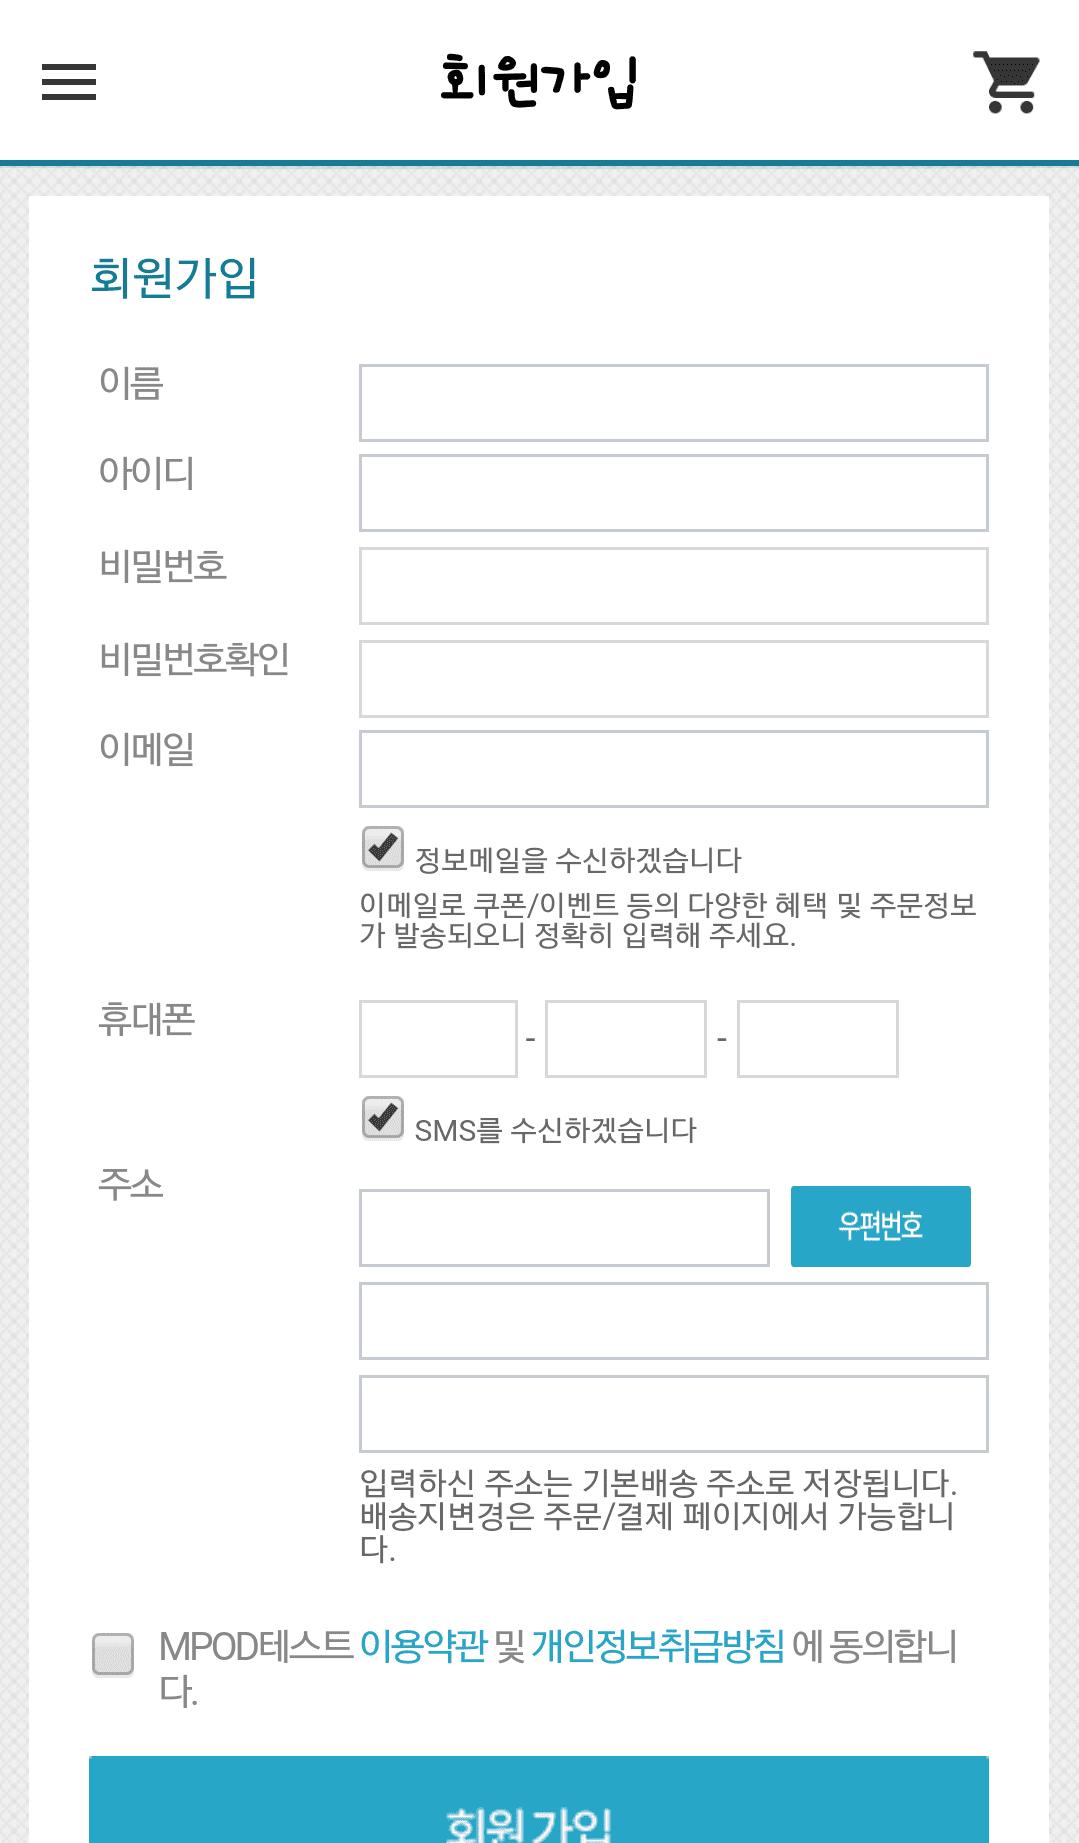 회원가입
회원가입
이름
아이디
비밀번호
비밀번호확인
이메일
정보메일을 수신하겠습니다
이메일로 쿠폰/이벤트 등의 다양한 혜택 및 주문정보
가 발송되오니 정확히 입력해 주세요.
휴대폰
- -
SMS를 수신하겠습니다
주소
우편번호
입력하신 주소는 기본배송 주소로 저장됩니다.
배송지변경은 주문/결제 페이지에서 가능합니
다.
MPOD테스트 이용약관 및 개인정보취급방침 에 동의합니
다.
회원 가입